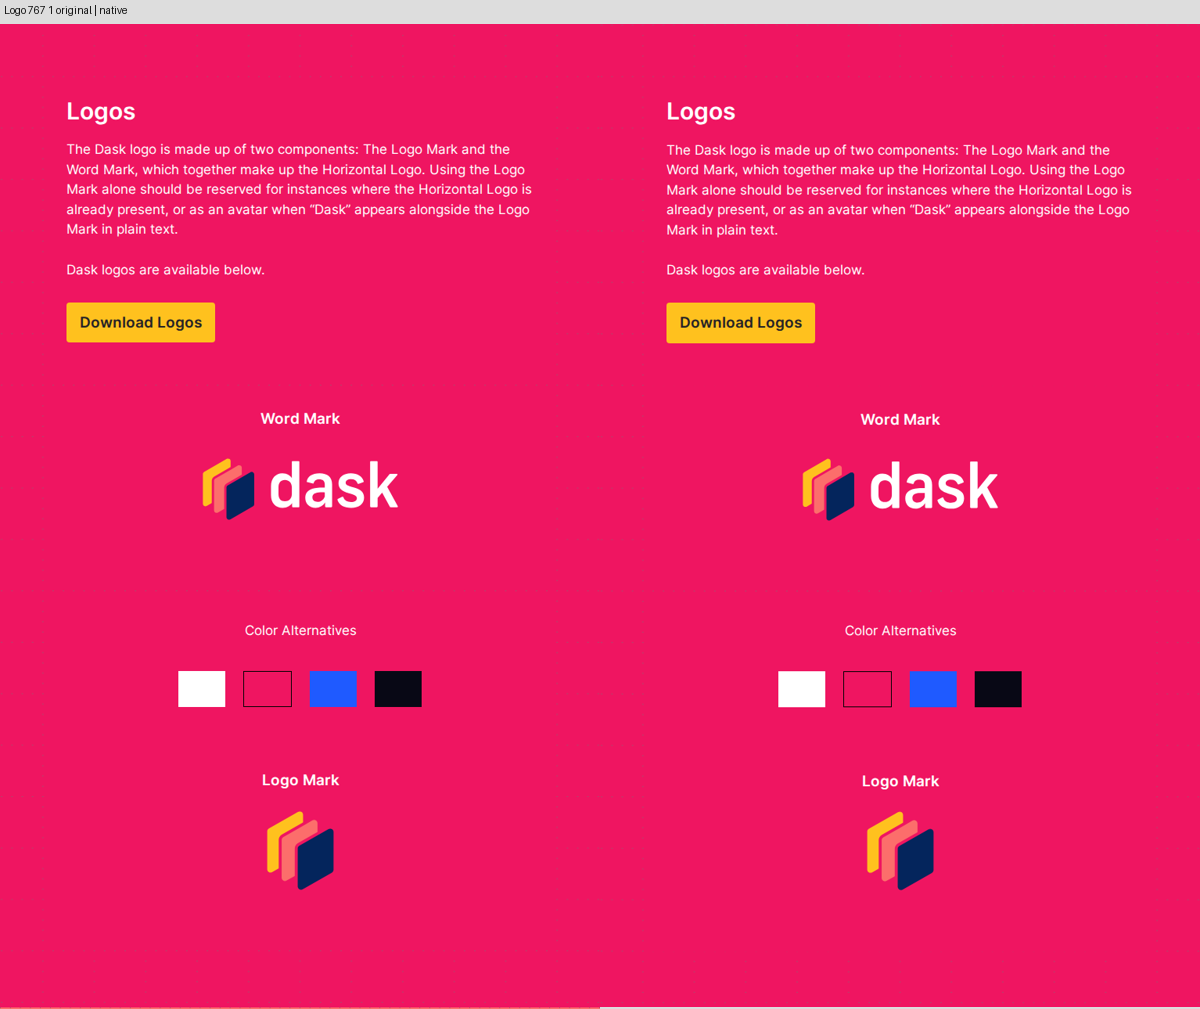 Logo 767 1 original | native
Logos
The Dask logo is made up of two components: The Logo Mark and the
Word Mark, which together make up the Horizontal Logo. Using the Logo
Mark alone should be reserved for instances where the Horizontal Logo is
already present, or as an avatar when “Dask” appears alongside the Logo
Mark in plain text.
Dask logos are available below.
Download Logos
Word Mark
dask
Color Alternatives
Logo Mark
Logos
The Dask logo is made up of two components: The Logo Mark and the
Word Mark, which together make up the Horizontal Logo. Using the Logo
Mark alone should be reserved for instances where the Horizontal Logo is
already present, or as an avatar when “Dask” appears alongside the Logo
Mark in plain text.
Dask logos are available below.
Download Logos
Word Mark
dask
Color Alternatives
Logo Mark